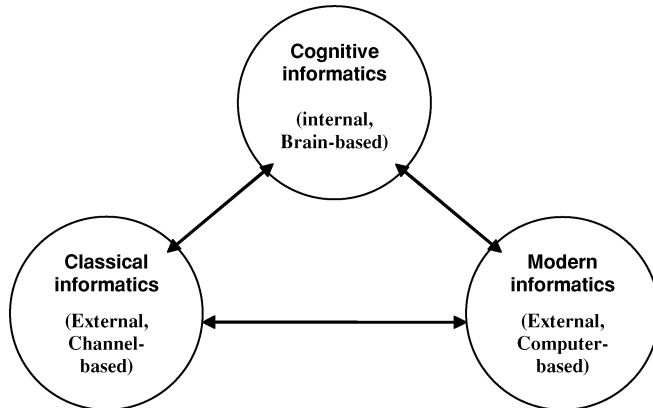 Cognitive
informatics
(internal,
Brain-based)
Classical
informatics
(External,
Channel-
based)
Modern
informatics
(External,
Computer-
based)